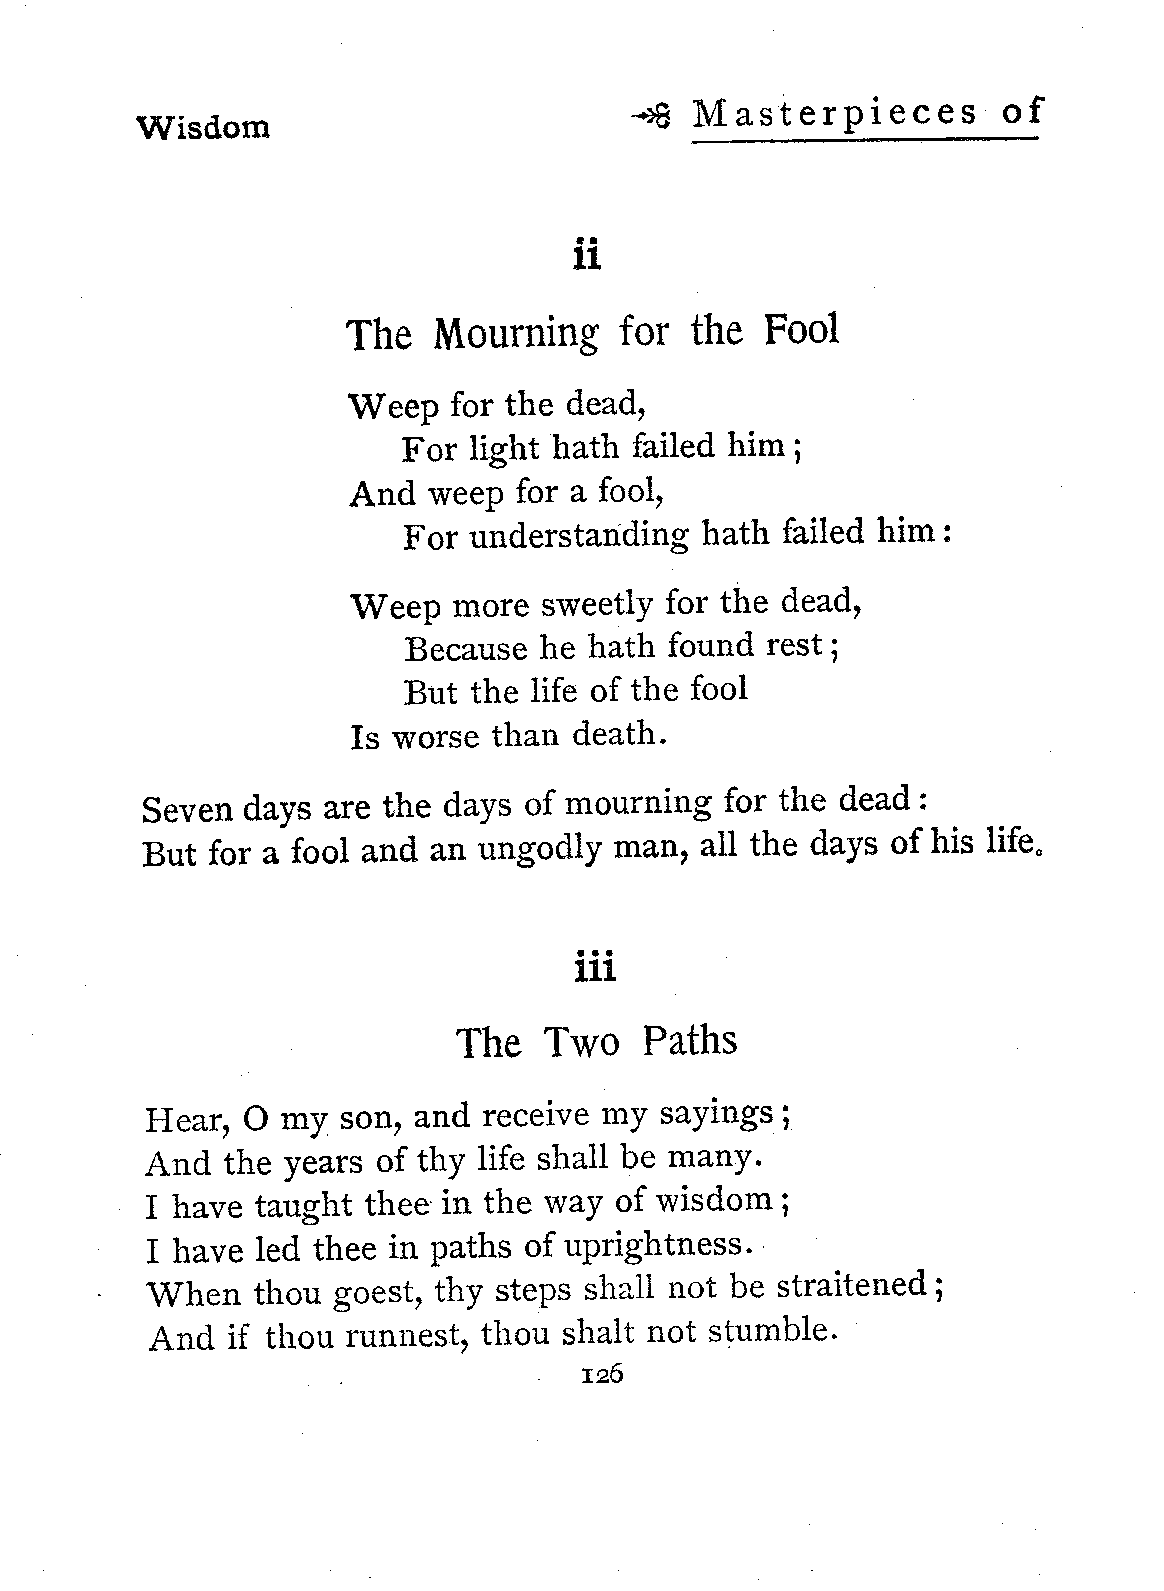 Wisdom
Masterpieces of
ii
The Mourning for the Fool
Weep for the dead,
For light hath failed him;
And weep for a fool,
For understanding hath failed him:
Weep more sweetly for the dead,
Because he hath found rest;
But the life of the fool
Is worse than death.
Seven days are the days of mourning for the dead:
But for a fool and an ungodly man, all the days of his life.
iii
The Two Paths
Hear, O my son, and receive my sayings;
And the years of thy life shall be many.
I have taught thee in the way of wisdom;
I have led thee in paths of uprightness.
When thou goest, thy steps shall not be straitened;
And if thou runnest, thou shalt not stumble.
126